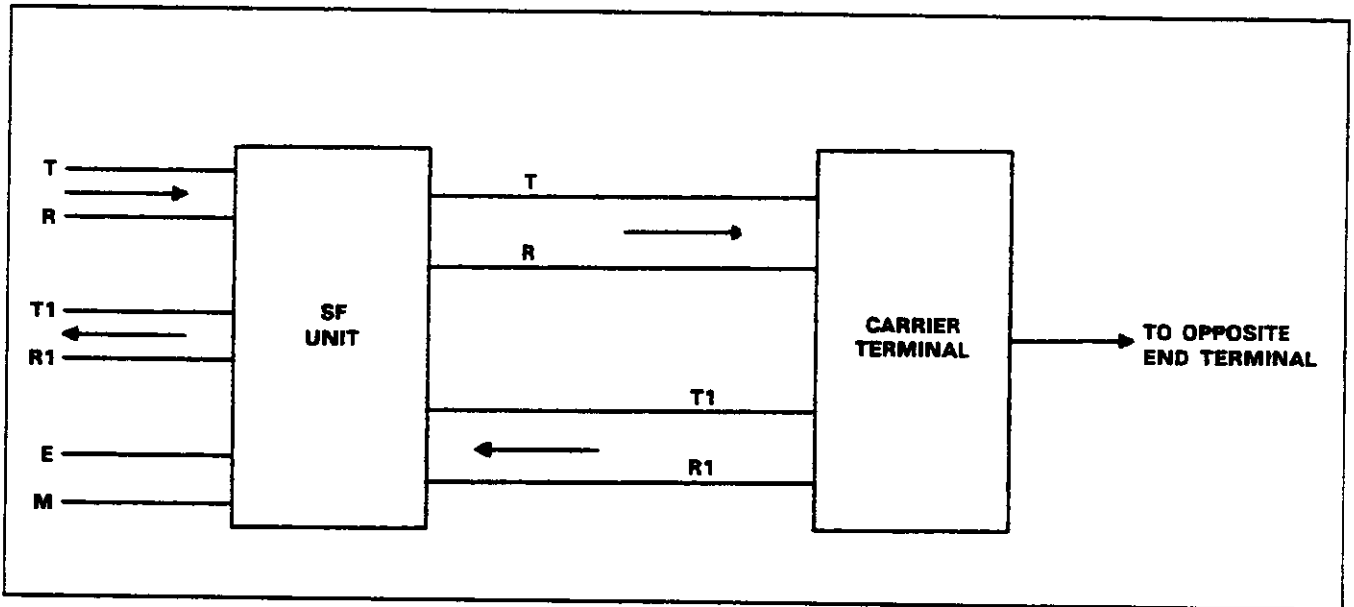 T
R
T1
R1
E
M
SF
UNIT
T
R
T1
R1
CARRIER
TERMINAL
TO OPPOSITE
END TERMINAL